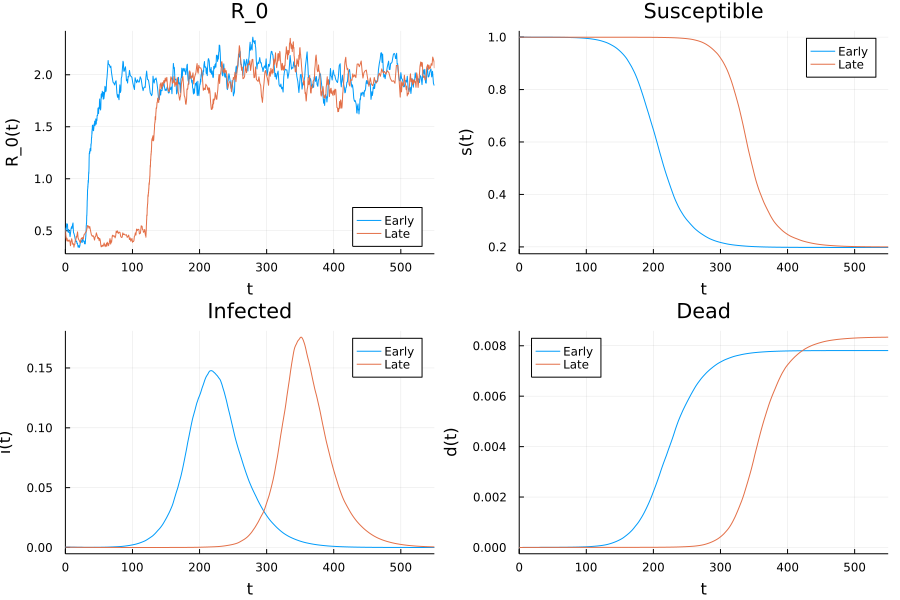 R_0
R_0(t)
2.0
1.5
1.0
0.5
0 100 200 300 400 500
t
Early
Late
Susceptible
s(t)
1.0
0.8
0.6
0.4
0.2
0 100 200 300 400 500
t
Early
Late
Infected
i(t)
0.15
0.10
0.05
0.00
0 100 200 300 400 500
t
Early
Late
Dead
d(t)
0.008
0.006
0.004
0.002
0.000
0 100 200 300 400 500
t
Early
Late